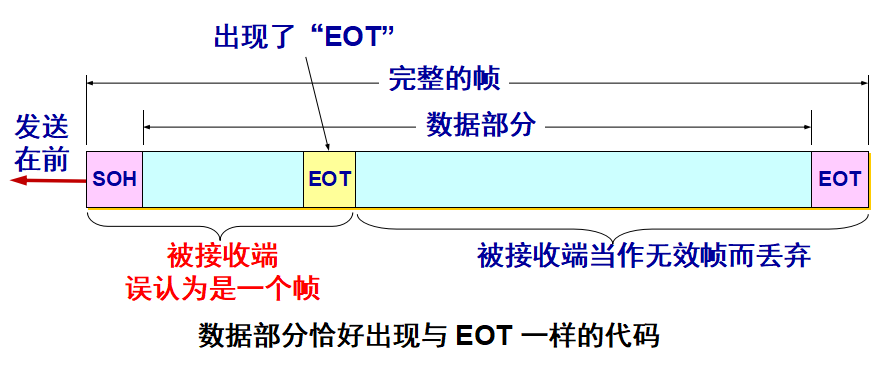 出现了“EOT”
完整的帧
数据部分
发送
在前
SOH
EOT
EOT
被接收端
误认为是一个帧
被接收端当作无效帧而丢弃
数据部分恰好出现与 EOT 一样的代码